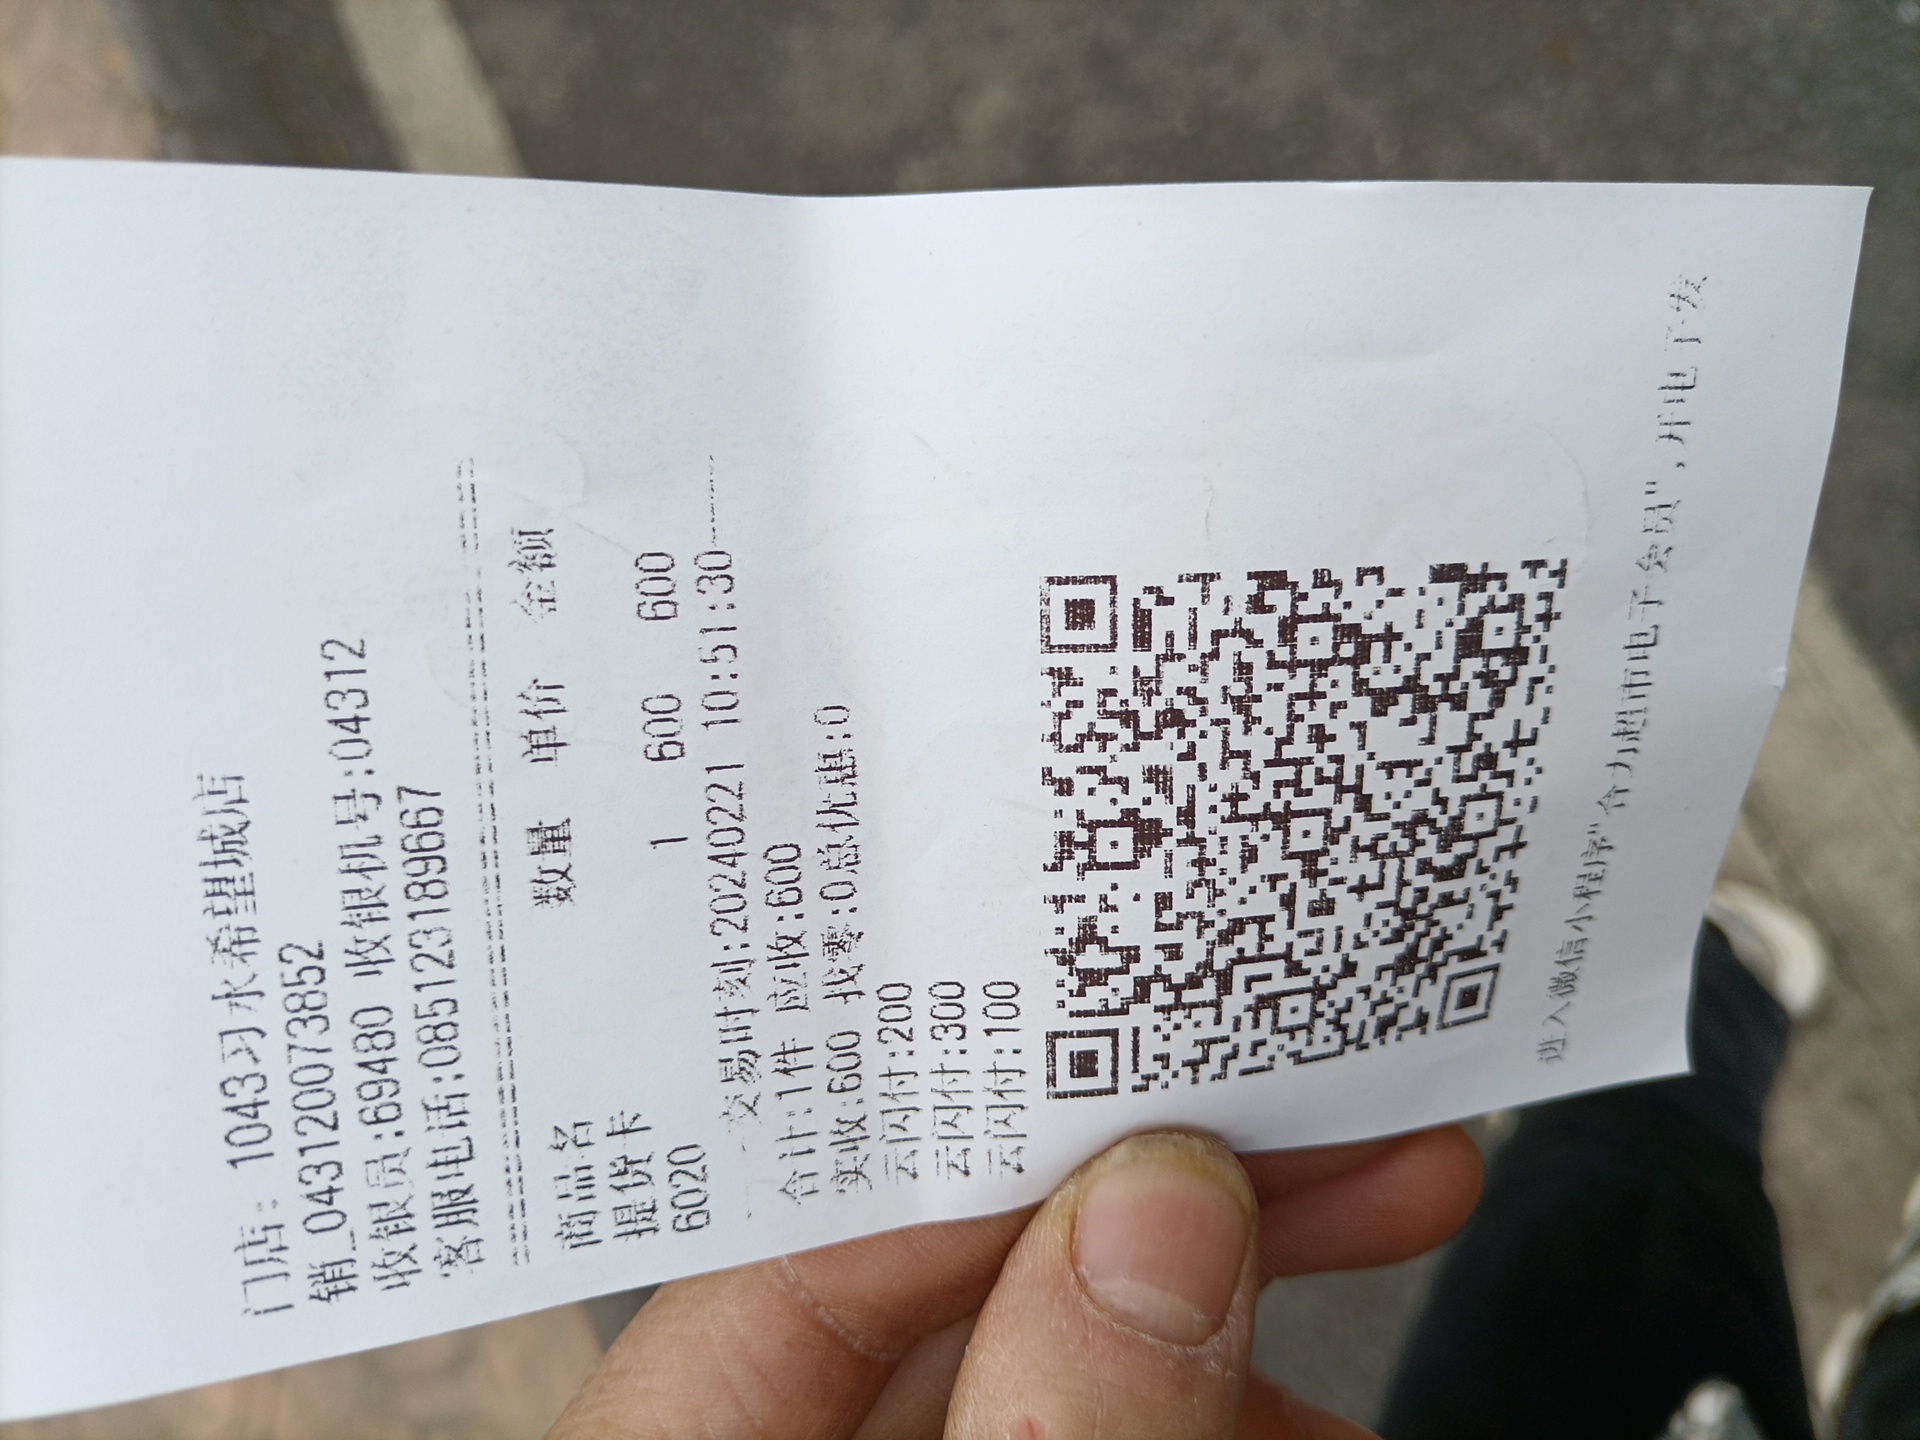 门店: 1043习水希望城店
销_043120073852
收银员:69480 收银机号:04312
客服电话:085123189667
商品名 数量 单价 金额
提货卡
6020 1 600 600
交易时刻:20240221 10:51:30
合计:1件 应收:600
实收:600 找零:0总优惠:0
云闪付:200
云闪付:300
云闪付:100
进入微信小程序"合力超市电子会员",开电子发